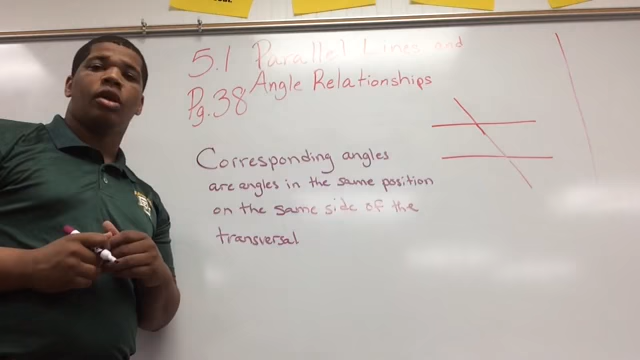 5.1 Parallel Lines and
Pg.38 Angle Relationships
Corresponding angles
are angles in the same position
on the same side of the
transversal